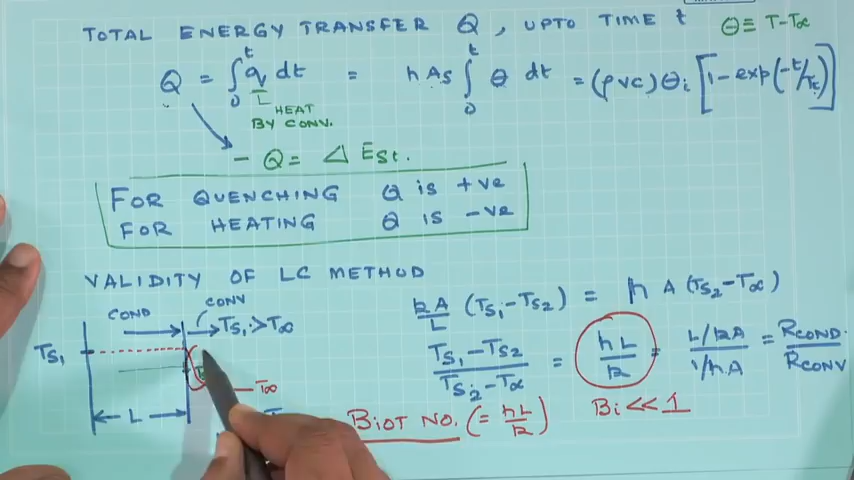 TOTAL ENERGY TRANSFER Q, UPTO TIME t
θ ≡ T-T∞
Q = ∫₀ᵗ q dt = hAs ∫₀ᵗ θ dt = (ρVC)θi [1-exp(-t/τt)]
HEAT
BY CONV.
- Q = Δ ESt.
FOR QUENCHING Q is +ve
FOR HEATING Q IS -ve
VALIDITY OF LC METHOD
COND
CONV
TS1 > T∞
TS1
T∞
L
kA/L (TS1-TS2) = h A (TS2-T∞)
TS1-TS2 / TS2-T∞ = hL/k = L/kA / 1/hA = RCOND. / RCONV
BIOT NO. (= hL/k) Bi << 1